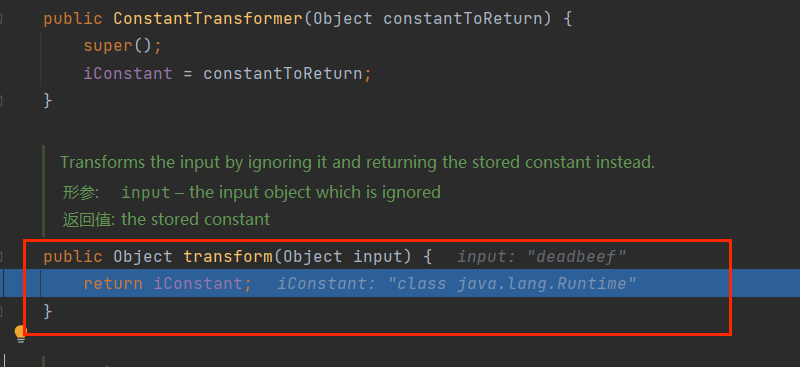 public ConstantTransformer(Object constantToReturn) {
super();
iConstant = constantToReturn;
}
Transforms the input by ignoring it and returning the stored constant instead.
形参: input – the input object which is ignored
返回值: the stored constant
public Object transform(Object input) { input: "deadbeef"
return iConstant; iConstant: "class java.lang.Runtime"
}